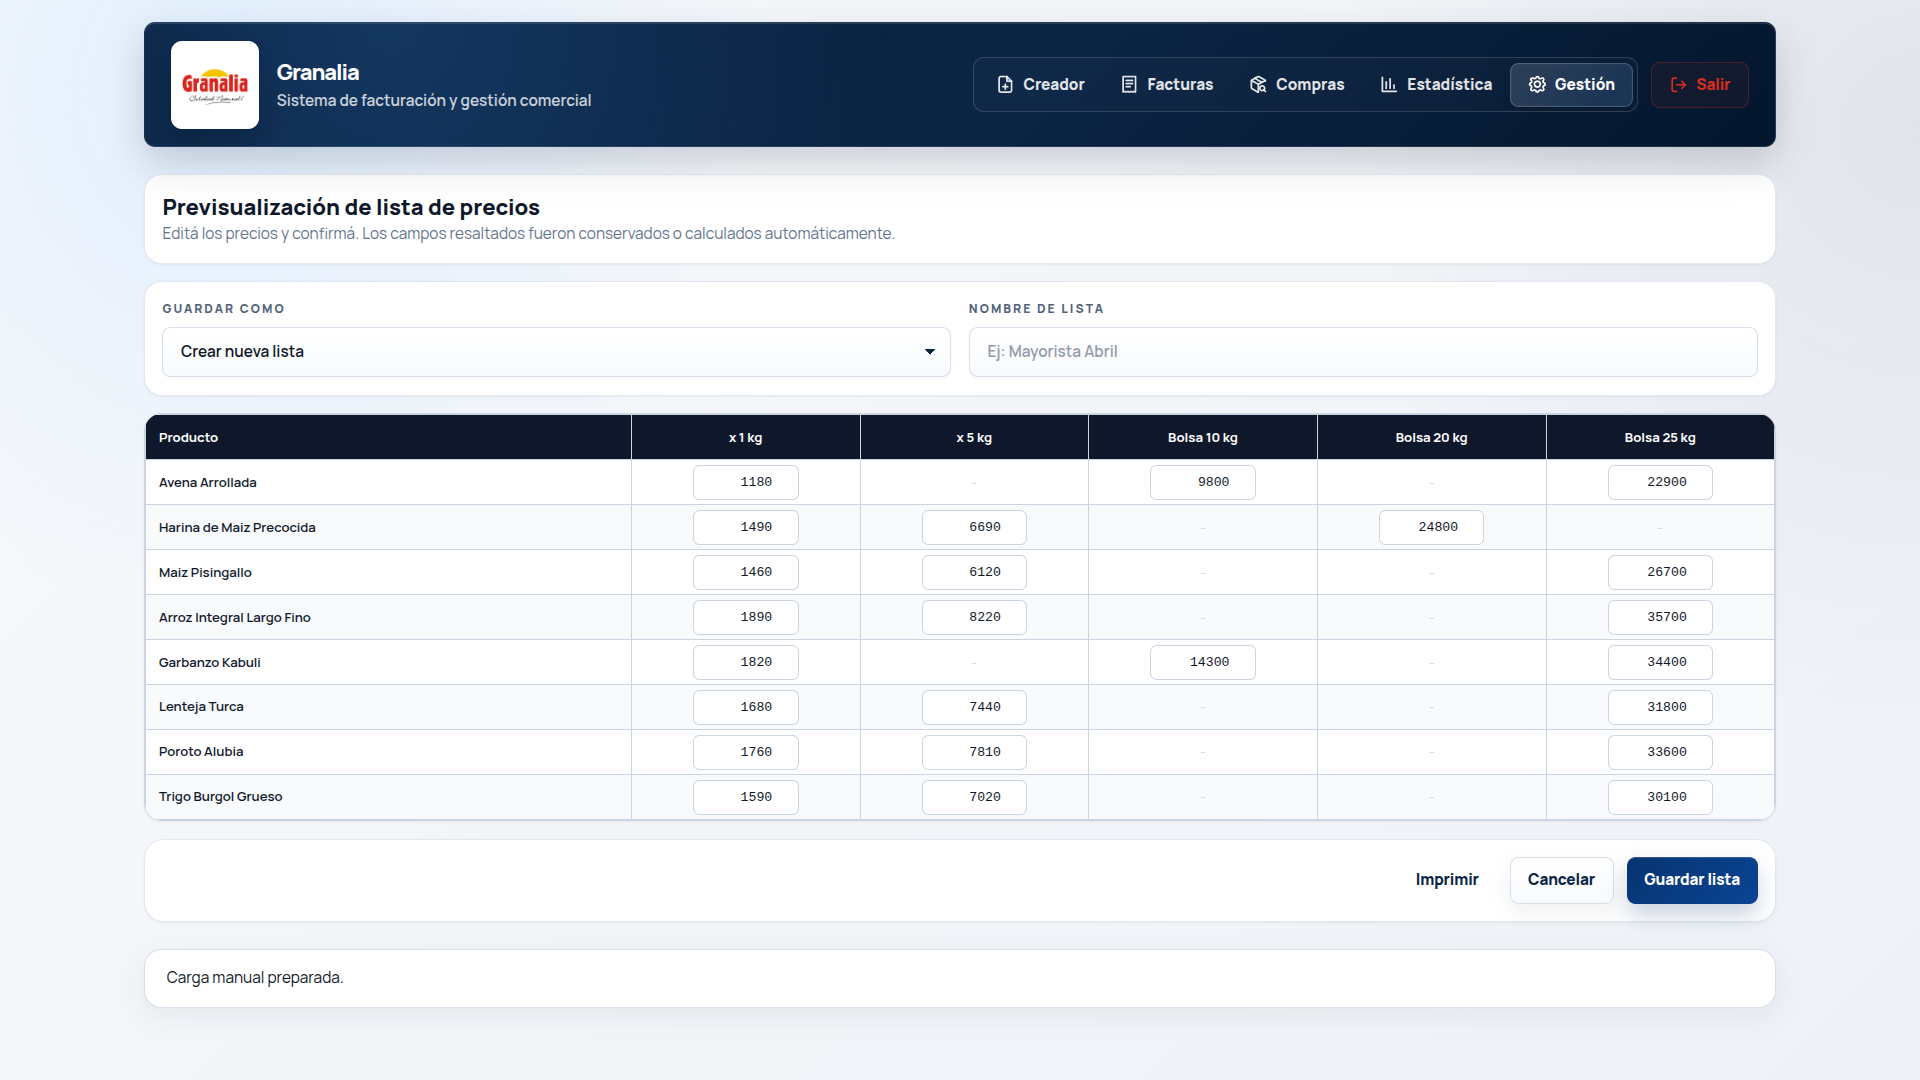 Granalia
Calidad Natural!
Granalia
Sistema de facturación y gestión comercial
Creador
Facturas
Compras
Estadística
Gestión
Salir
Previsualización de lista de precios
Editá los precios y confirmá. Los campos resaltados fueron conservados o calculados automáticamente.
GUARDAR COMO
NOMBRE DE LISTA
Crear nueva lista
Ej: Mayorista Abril
Producto x 1 kg x 5 kg Bolsa 10 kg Bolsa 20 kg Bolsa 25 kg
Avena Arrollada 1180 - 9800 - 22900
Harina de Maiz Precocida 1490 6690 - 24800 -
Maiz Pisingallo 1460 6120 - - 26700
Arroz Integral Largo Fino 1890 8220 - - 35700
Garbanzo Kabuli 1820 - 14300 - 34400
Lenteja Turca 1680 7440 - - 31800
Poroto Alubia 1760 7810 - - 33600
Trigo Burgol Grueso 1590 7020 - - 30100
Imprimir
Cancelar
Guardar lista
Carga manual preparada.